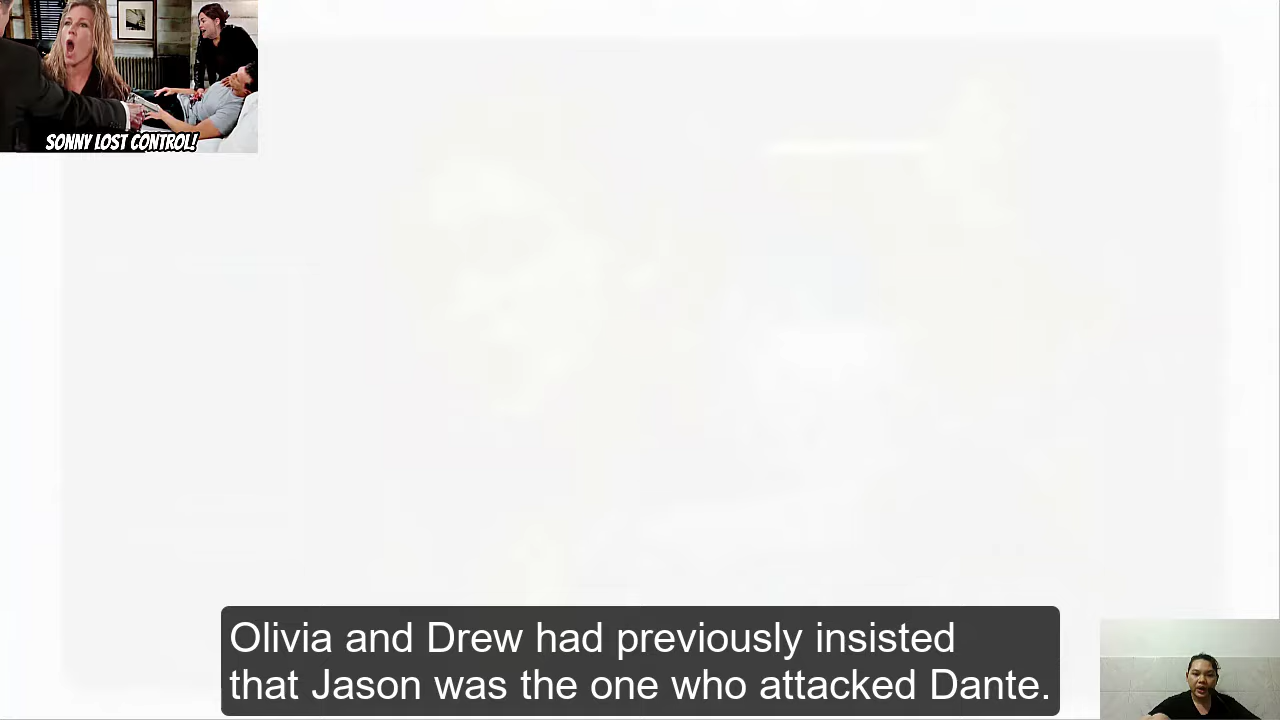 SONNY LOST CONTROL!
Olivia and Drew had previously insisted
that Jason was the one who attacked Dante.